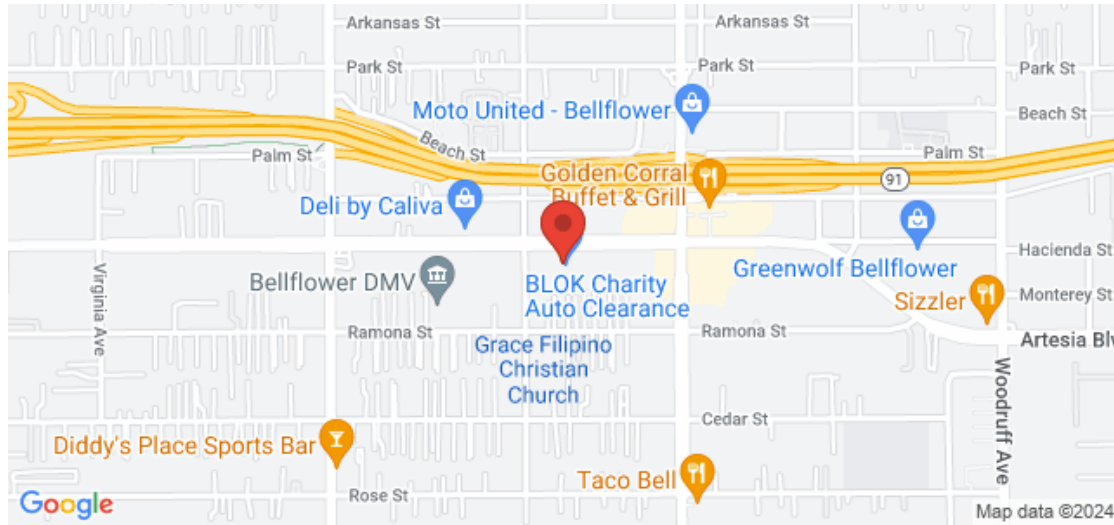 Arkansas St
Arkansas St
Park St
Park St
Park St
Moto United - Bellflower
Beach St
Beach St
Palm St
Palm St
Golden Corral
Buffet & Grill
91
Deli by Caliva
Hacienda St
Greenwolf Bellflower
Virginia Ave
Bellflower DMV
BLOK Charity
Auto Clearance
Sizzler
Monterey St
Ramona St
Ramona St
Artesia Blv
Grace Filipino
Christian
Church
Woodruff Ave
Cedar St
Diddy's Place Sports Bar
Taco Bell
Rose St
Google
Map data ©2024